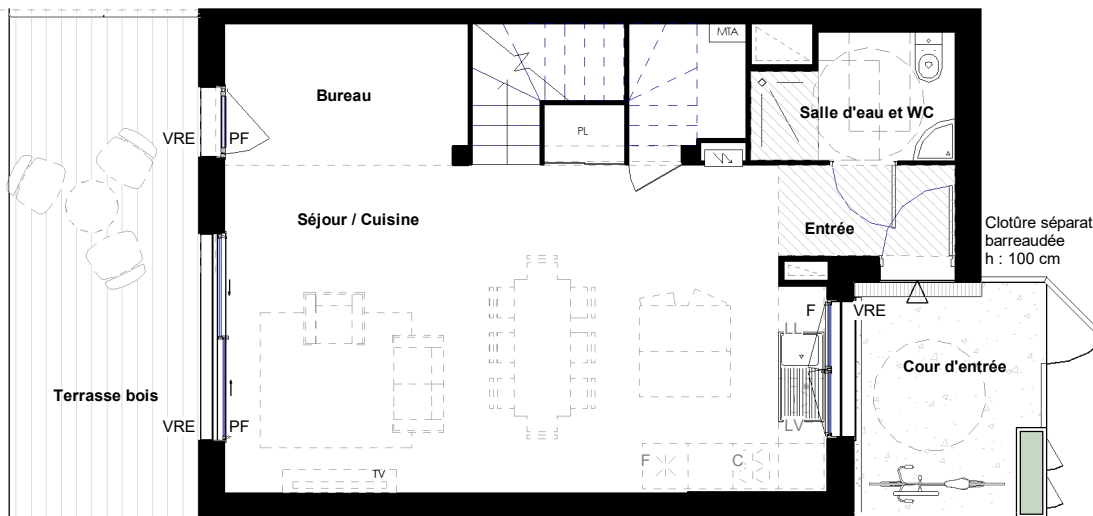 MTA
Bureau
Salle d'eau et WC
PL
VRE PF
Séjour / Cuisine
Entrée
Clotûre séparat
barreaudée
h : 100 cm
F VRE
LL
Cour d'entrée
Terrasse bois
VRE PF
LV
F C
TV